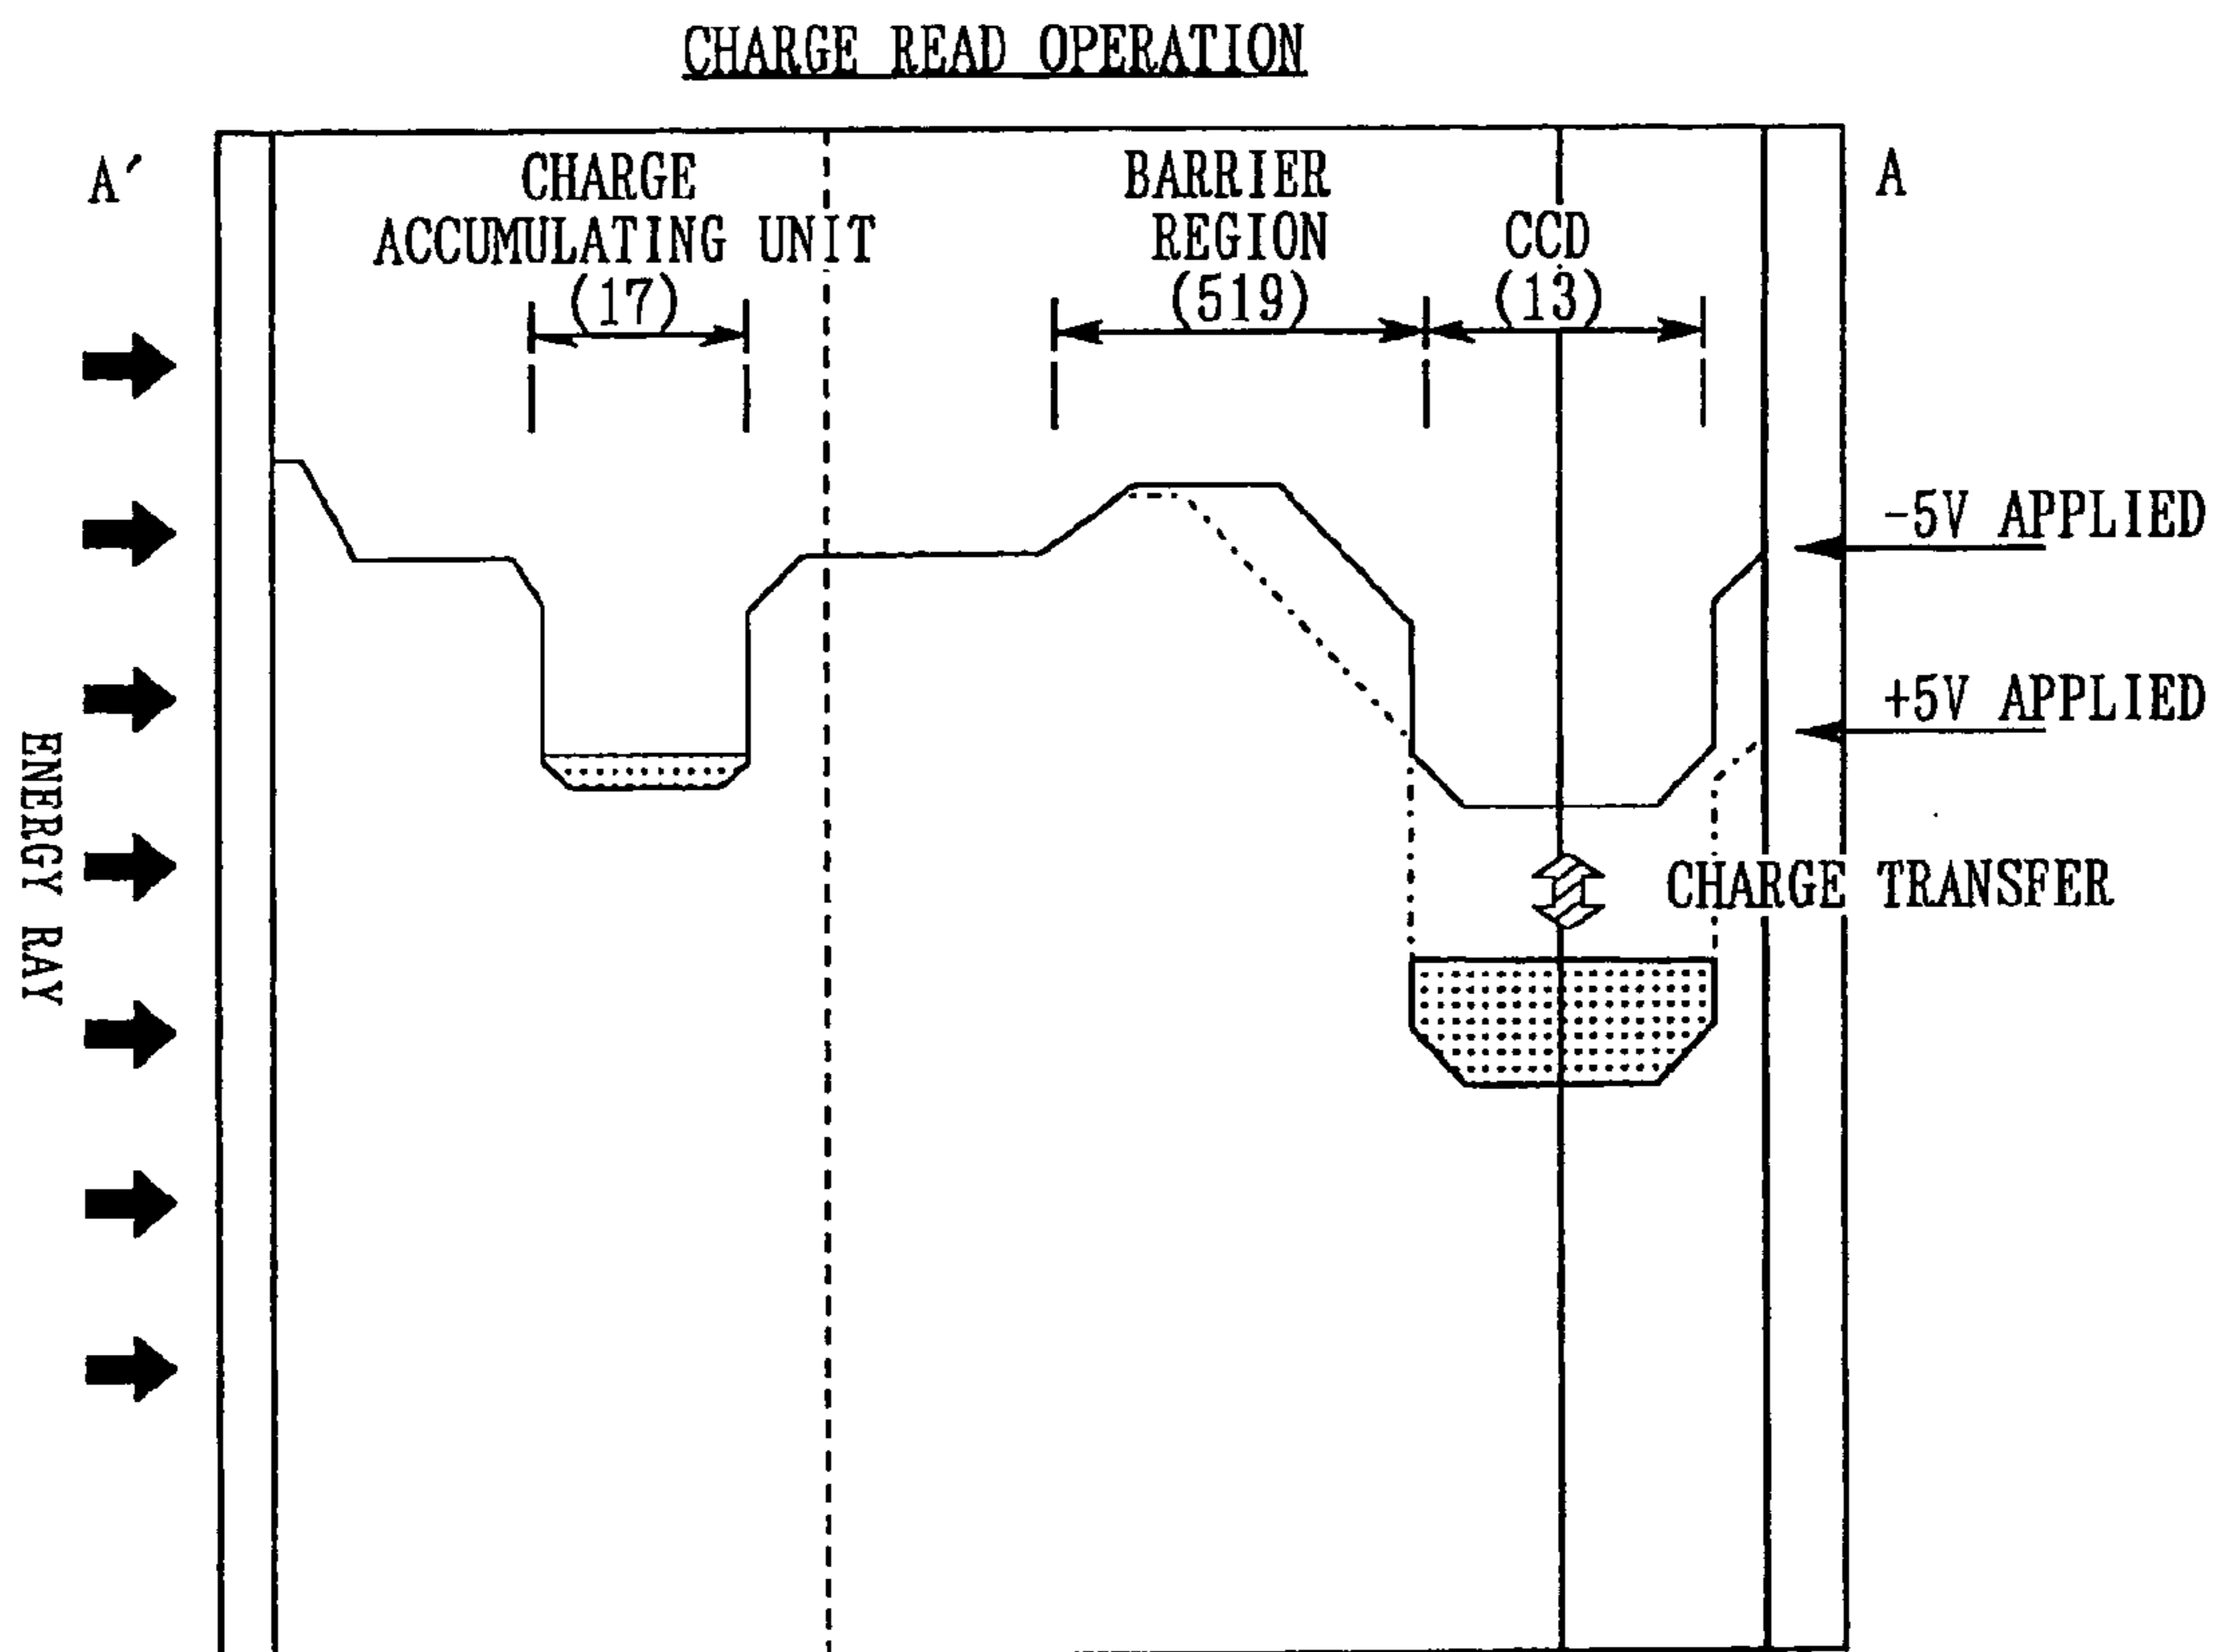 CHARGE READ OPERATION
A′
CHARGE
ACCUMULATING UNIT
(17)
BARRIER
REGION
(519)
CCD
(13)
A
-5V APPLIED
+5V APPLIED
ENERGY RAY
CHARGE TRANSFER